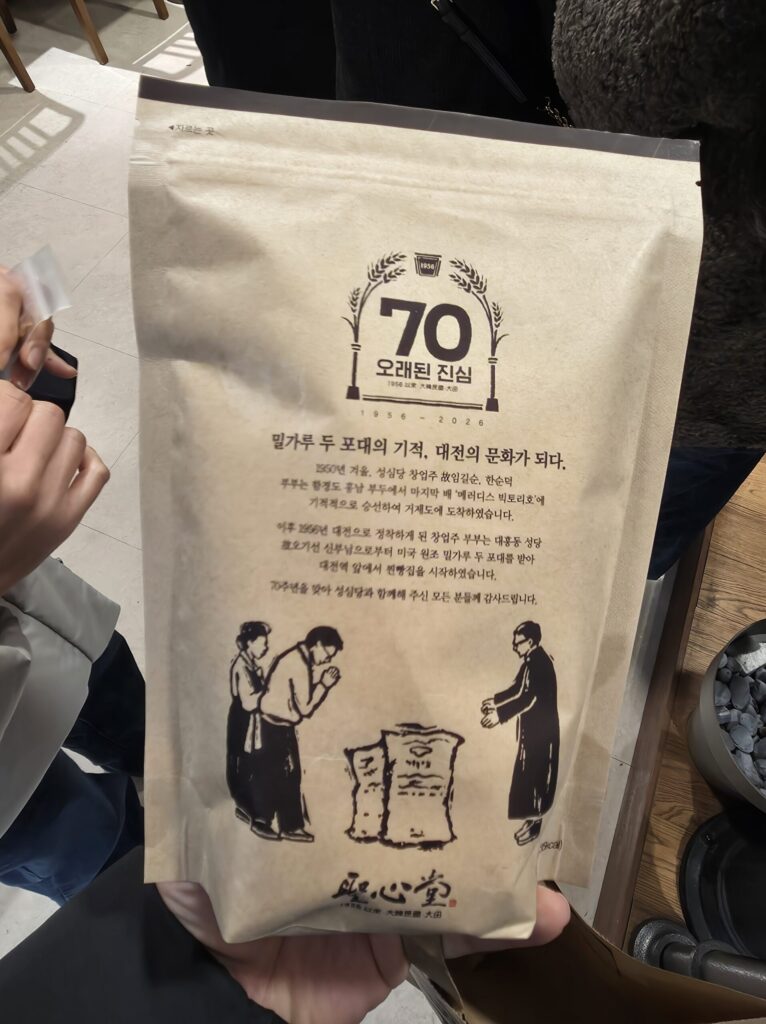 ◀자르는 곳
1956
70
오래된 진심
1956 以來 · 大韓民國 · 大田
1956 – 2026
밀가루 두 포대의 기적, 대전의 문화가 되다.
1950년 겨울, 성심당 창업주 故임길순, 한순덕
부부는 함경도 흥남 부두에서 마지막 배 '메러디스 빅토리호'에
기적적으로 승선하여 거제도에 도착하였습니다.
이후 1956년 대전으로 정착하게 된 창업주 부부는 대흥동 성당
故오기선 신부님으로부터 미국 원조 밀가루 두 포대를 받아
대전역 앞에서 찐빵집을 시작하였습니다.
70주년을 맞아 성심당과 함께해 주신 모든 분들께 감사드립니다.
聖心堂
1956 以來 · 大韓民國 · 大田